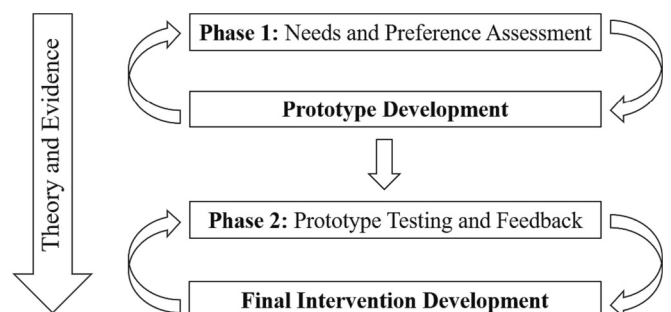 Theory and Evidence
Phase 1: Needs and Preference Assessment
Prototype Development
Phase 2: Prototype Testing and Feedback
Final Intervention Development